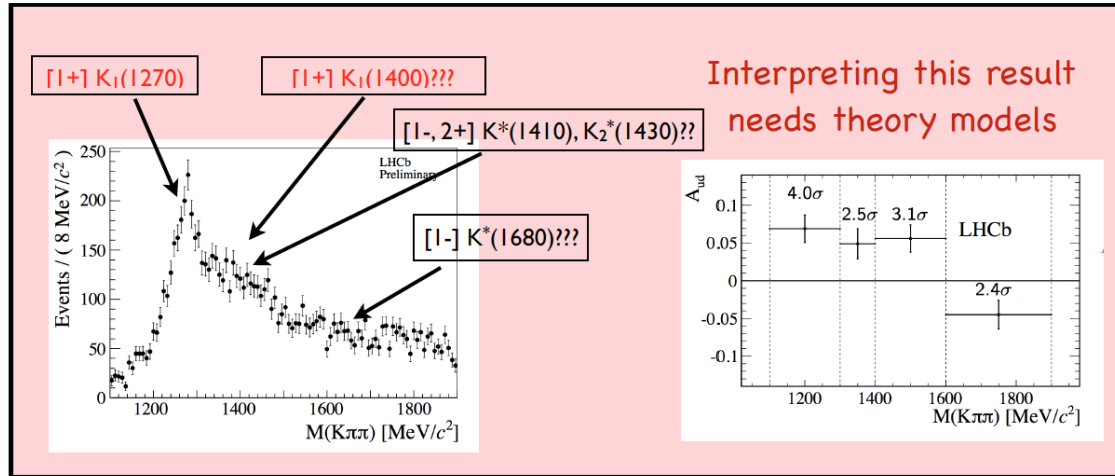 [1+] K1(1270)
[1+] K1(1400)???
Interpreting this result
needs theory models
[1-, 2+] K*(1410), K2*(1430)??
[1-] K*(1680)???
LHCb
Preliminary
Events / ( 8 MeV/c² )
250
200
150
100
50
0
1200
1400
1600
1800
M(Kππ) [MeV/c²]
Aud
0.1
0.05
0
-0.05
-0.1
4.0σ
2.5σ
3.1σ
LHCb
2.4σ
1200
1400
1600
1800
M(Kππ) [MeV/c²]